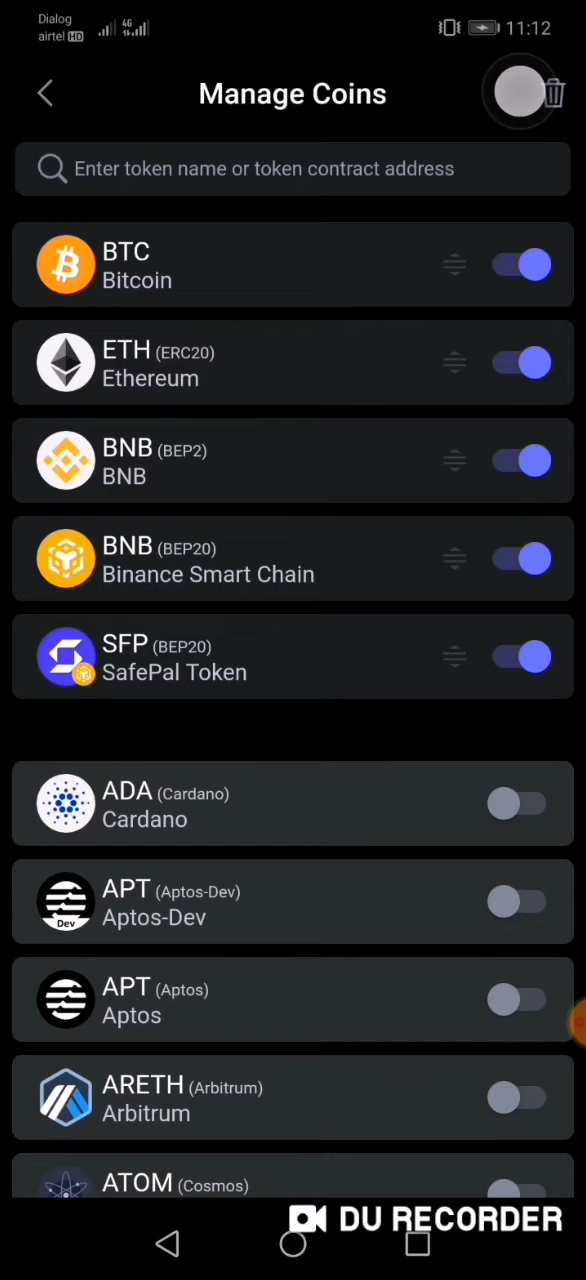 Dialog
airtel HD
4G
11:12
Manage Coins
Enter token name or token contract address
BTC
Bitcoin
ETH (ERC20)
Ethereum
BNB (BEP2)
BNB
BNB (BEP20)
Binance Smart Chain
SFP (BEP20)
SafePal Token
ADA (Cardano)
Cardano
APT (Aptos-Dev)
Dev
Aptos-Dev
APT (Aptos)
Aptos
ARETH (Arbitrum)
Arbitrum
ATOM (Cosmos)
DU RECORDER